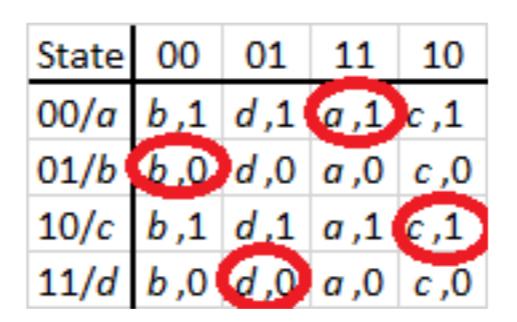 State 00 01 11 10
00/a b,1 d,1 a,1 c,1
01/b b,0 d,0 a,0 c,0
10/c b,1 d,1 a,1 c,1
11/d b,0 d,0 a,0 c,0